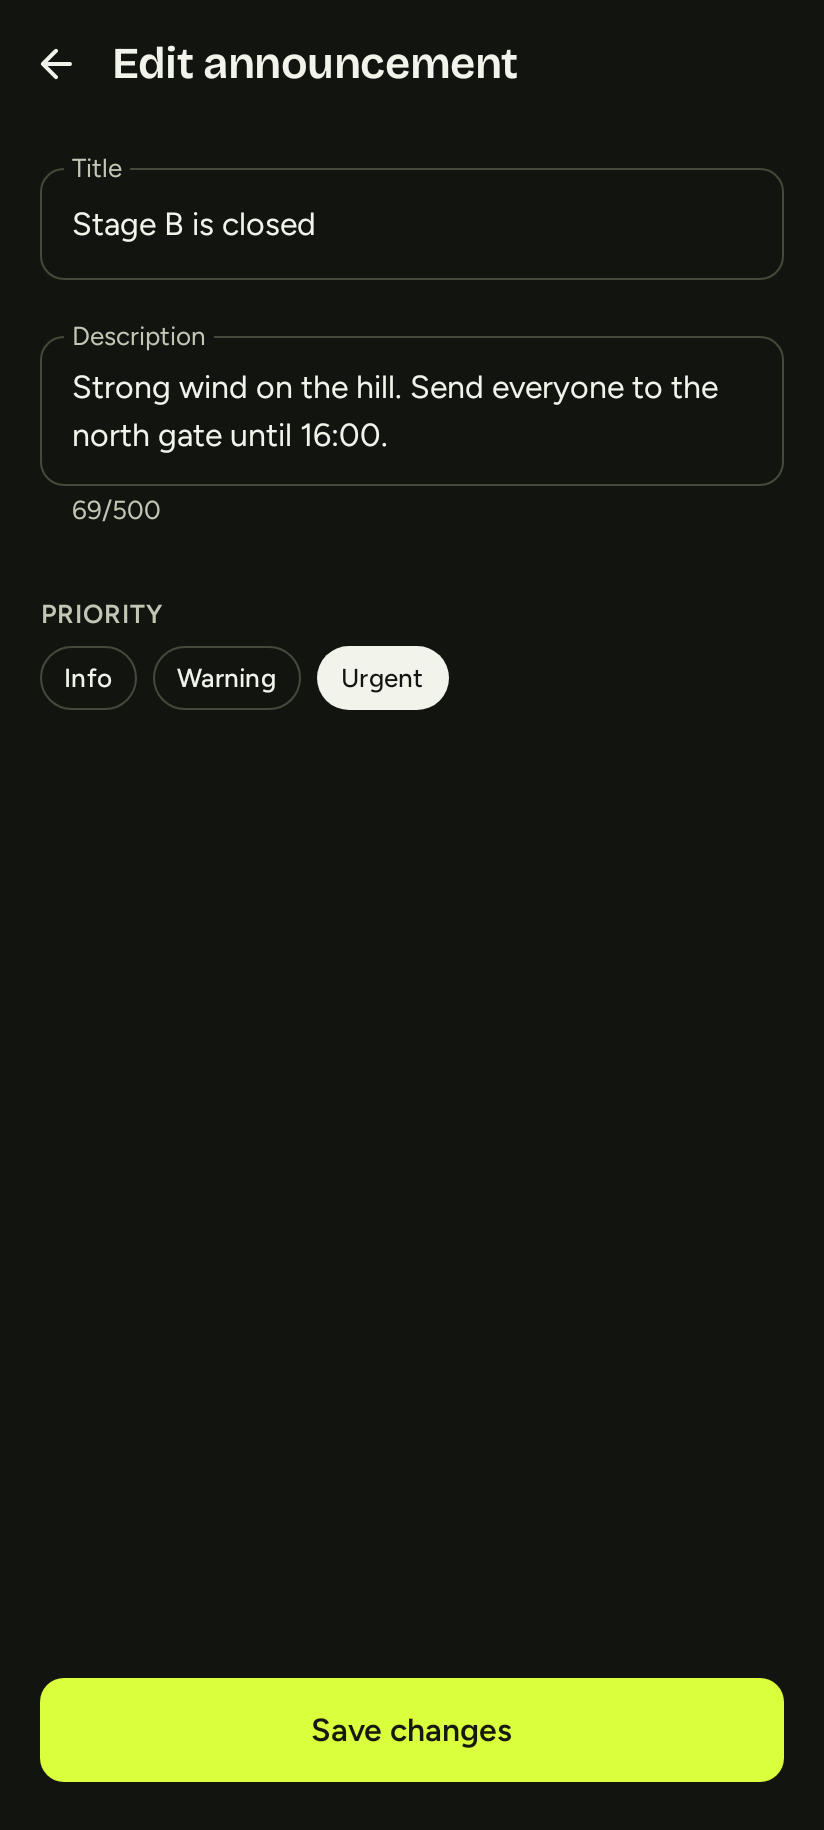 Edit announcement
Title
Stage B is closed
Description
Strong wind on the hill. Send everyone to the
north gate until 16:00.
69/500
PRIORITY
Info
Warning
Urgent
Save changes